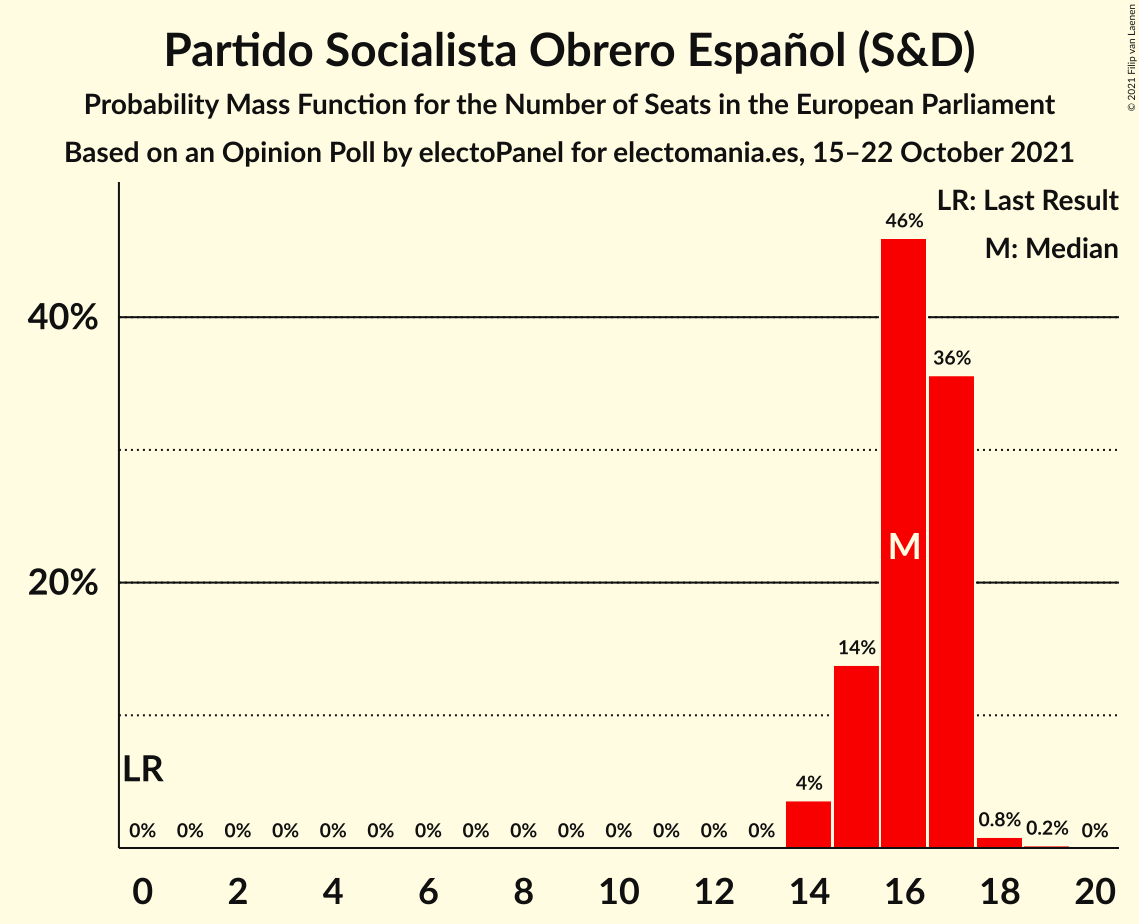 Partido Socialista Obrero Español (S&D)
Probability Mass Function for the Number of Seats in the European Parliament
Based on an Opinion Poll by electoPanel for electomania.es, 15–22 October 2021
© 2021 Filip van Laenen
LR: Last Result
M: Median
46%
40%
36%
M
20%
14%
LR
4%
0% 0% 0% 0% 0% 0% 0% 0% 0% 0% 0% 0% 0% 0% 0.8% 0.2% 0%
0 2 4 6 8 10 12 14 16 18 20